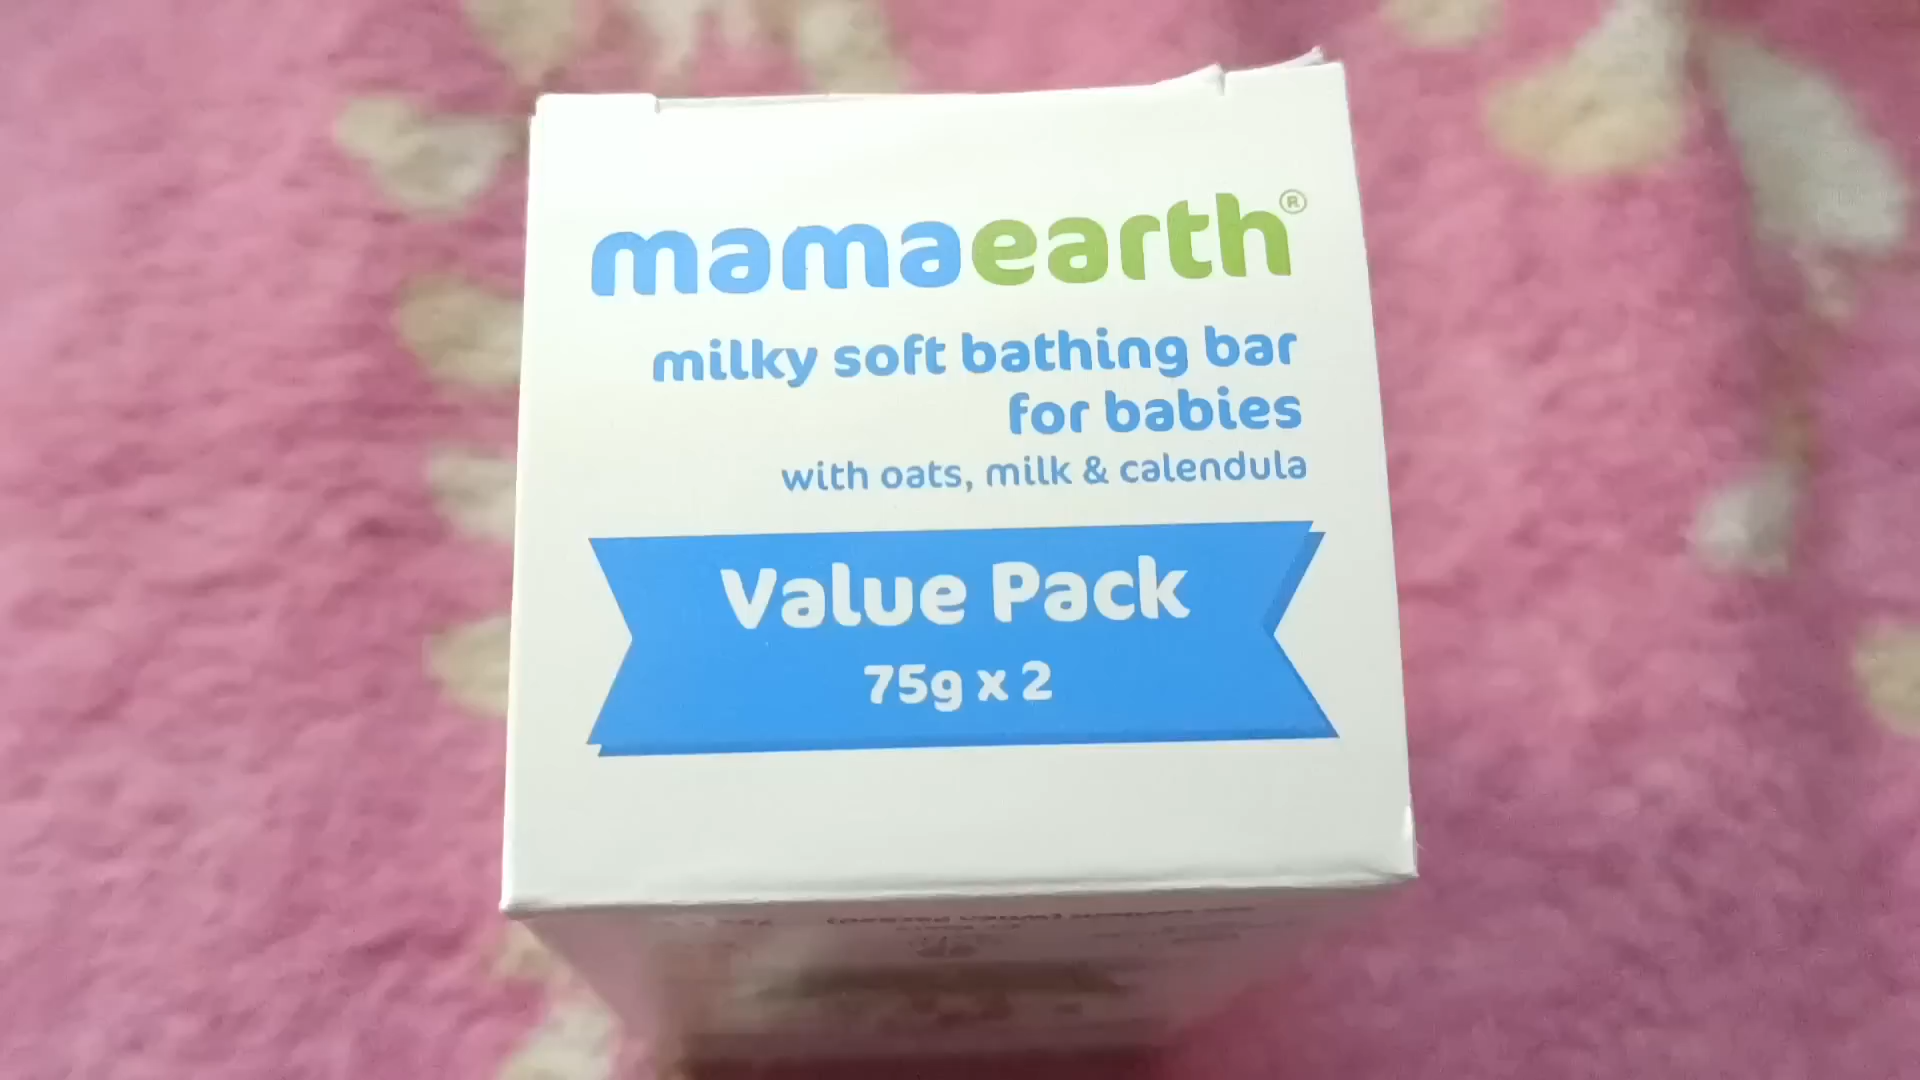 mamaearth®
milky soft bathing bar
for babies
with oats, milk & calendula
Value Pack
75g x 2